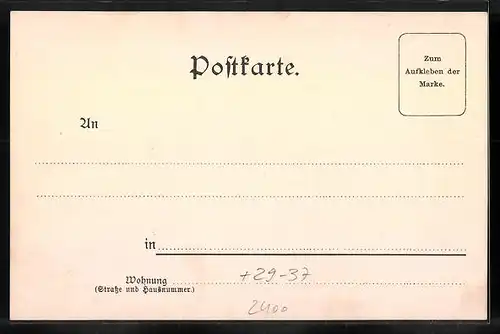 Postkarte.
Zum
Aufkleben der
Marke.
An
in
Wohnung
(Straße und Hausnummer.)
+29-37
2400